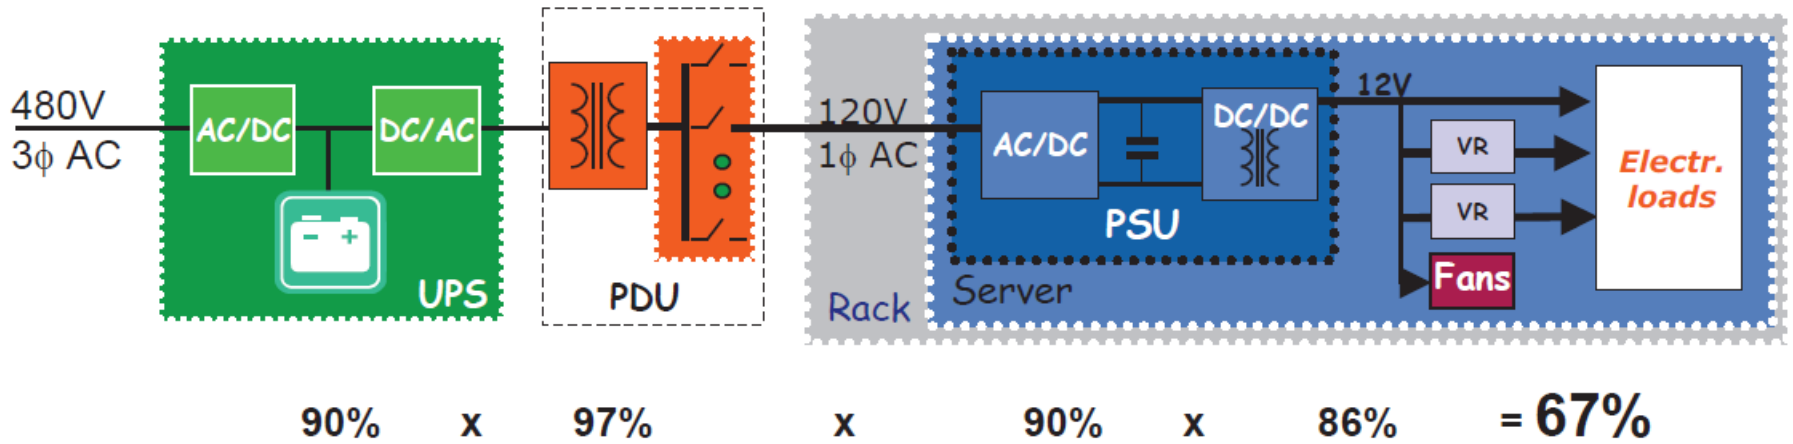 480V
3ϕ AC
AC/DC
DC/AC
UPS
PDU
120V
1ϕ AC
Rack
Server
AC/DC
DC/DC
PSU
12V
VR
VR
Fans
Electr.
loads
90% x 97% x 90% x 86% = 67%